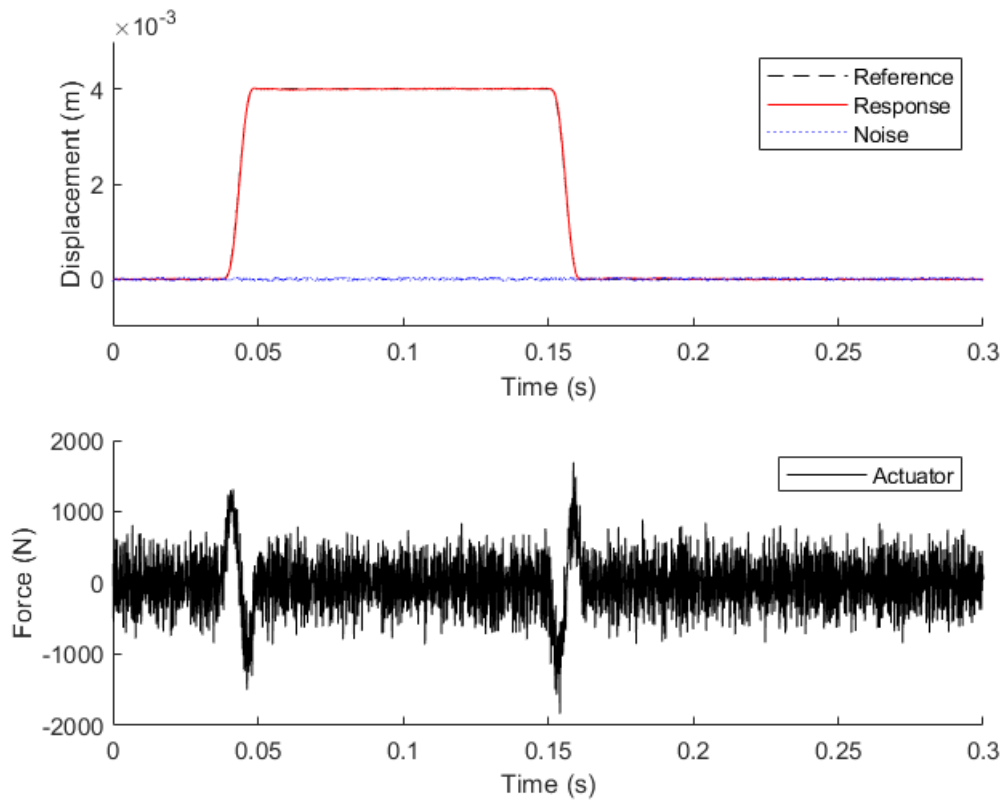 ×10⁻³
4
2
0
Displacement (m)
Reference
Response
Noise
0 0.05 0.1 0.15 0.2 0.25 0.3
Time (s)
2000
1000
0
-1000
-2000
Force (N)
Actuator
0 0.05 0.1 0.15 0.2 0.25 0.3
Time (s)